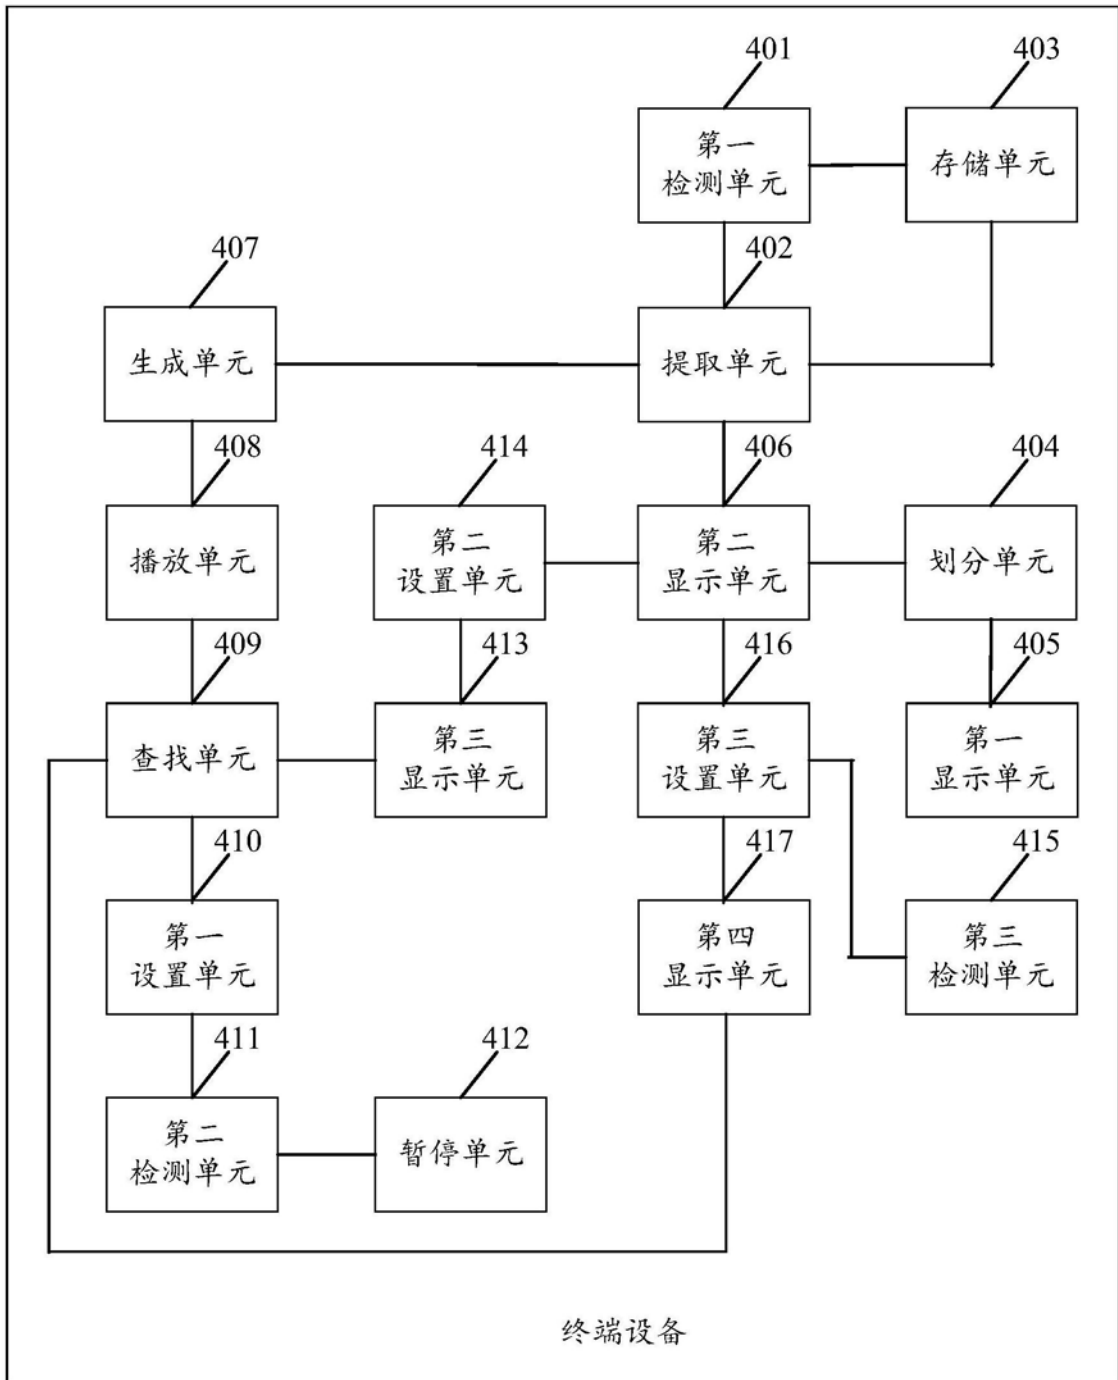 401
403
第一
检测单元
存储单元
407
402
生成单元
提取单元
408
414
406
404
播放单元
第二
设置单元
第二
显示单元
划分单元
409
413
416
405
查找单元
第三
显示单元
第三
设置单元
第一
显示单元
410
417
415
第一
设置单元
第四
显示单元
第三
检测单元
411
412
第二
检测单元
暂停单元
终端设备